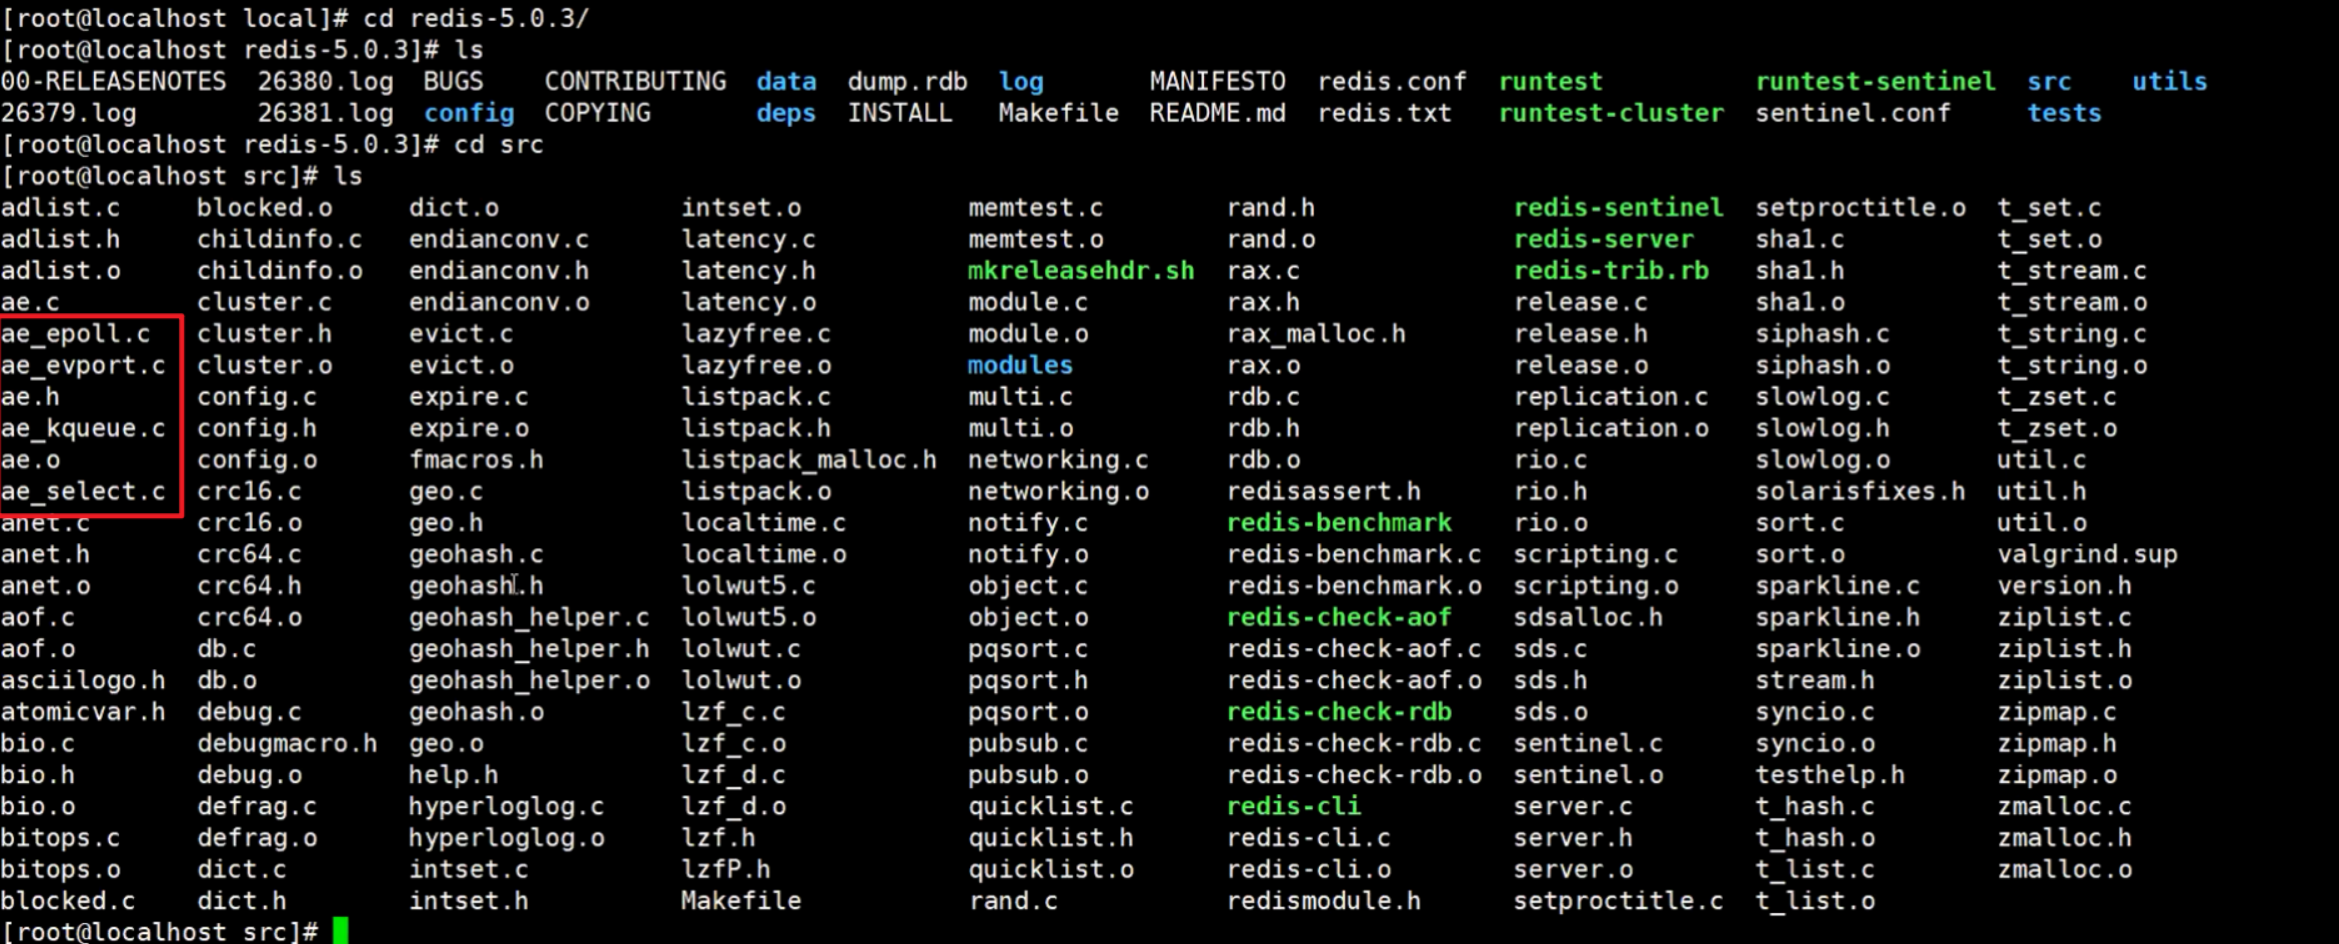 [root@localhost local]# cd redis-5.0.3/
[root@localhost redis-5.0.3]# ls
00-RELEASENOTES  26380.log  BUGS    CONTRIBUTING  data  dump.rdb  log       MANIFESTO  redis.conf  runtest          runtest-sentinel  src    utils
26379.log        26381.log  config  COPYING       deps  INSTALL   Makefile  README.md  redis.txt   runtest-cluster  sentinel.conf     tests
[root@localhost redis-5.0.3]# cd src
[root@localhost src]# ls
adlist.c     blocked.o     dict.o            intset.o           memtest.c        rand.h             redis-sentinel  setproctitle.o  t_set.c
adlist.h     childinfo.c   endianconv.c      latency.c          memtest.o        rand.o             redis-server    sha1.c          t_set.o
adlist.o     childinfo.o   endianconv.h      latency.h          mkreleasehdr.sh  rax.c              redis-trib.rb   sha1.h          t_stream.c
ae.c         cluster.c     endianconv.o      latency.o          module.c         rax.h              release.c       sha1.o          t_stream.o
ae_epoll.c   cluster.h     evict.c           lazyfree.c         module.o         rax_malloc.h       release.h       siphash.c       t_string.c
ae_evport.c  cluster.o     evict.o           lazyfree.o         modules          rax.o              release.o       siphash.o       t_string.o
ae.h         config.c      expire.c          listpack.c         multi.c          rdb.c              replication.c   slowlog.c       t_zset.c
ae_kqueue.c  config.h      expire.o          listpack.h         multi.o          rdb.h              replication.o   slowlog.h       t_zset.o
ae.o         config.o      fmacros.h         listpack_malloc.h  networking.c     rdb.o              rio.c           slowlog.o       util.c
ae_select.c  crc16.c       geo.c             listpack.o         networking.o     redisassert.h      rio.h           solarisfixes.h  util.h
anet.c       crc16.o       geo.h             localtime.c        notify.c         redis-benchmark    rio.o           sort.c          util.o
anet.h       crc64.c       geohash.c         localtime.o        notify.o         redis-benchmark.c  scripting.c     sort.o          valgrind.sup
anet.o       crc64.h       geohash.h         lolwut5.c          object.c         redis-benchmark.o  scripting.o     sparkline.c     version.h
aof.c        crc64.o       geohash_helper.c  lolwut5.o          object.o         redis-check-aof    sdsalloc.h      sparkline.h     ziplist.c
aof.o        db.c          geohash_helper.h  lolwut.c           pqsort.c         redis-check-aof.c  sds.c           sparkline.o     ziplist.h
asciilogo.h  db.o          geohash_helper.o  lolwut.o           pqsort.h         redis-check-aof.o  sds.h           stream.h        ziplist.o
atomicvar.h  debug.c       geohash.o         lzf_c.c            pqsort.o         redis-check-rdb    sds.o           syncio.c        zipmap.c
bio.c        debugmacro.h  geo.o             lzf_c.o            pubsub.c         redis-check-rdb.c  sentinel.c      syncio.o        zipmap.h
bio.h        debug.o       help.h            lzf_d.c            pubsub.o         redis-check-rdb.o  sentinel.o      testhelp.h      zipmap.o
bio.o        defrag.c      hyperloglog.c     lzf_d.o            quicklist.c      redis-cli          server.c        t_hash.c        zmalloc.c
bitops.c     defrag.o      hyperloglog.o     lzf.h              quicklist.h      redis-cli.c        server.h        t_hash.o        zmalloc.h
bitops.o     dict.c        intset.c          lzfP.h             quicklist.o      redis-cli.o        server.o        t_list.c        zmalloc.o
blocked.c    dict.h        intset.h          Makefile           rand.c           redismodule.h      setproctitle.c  t_list.o
[root@localhost src]#